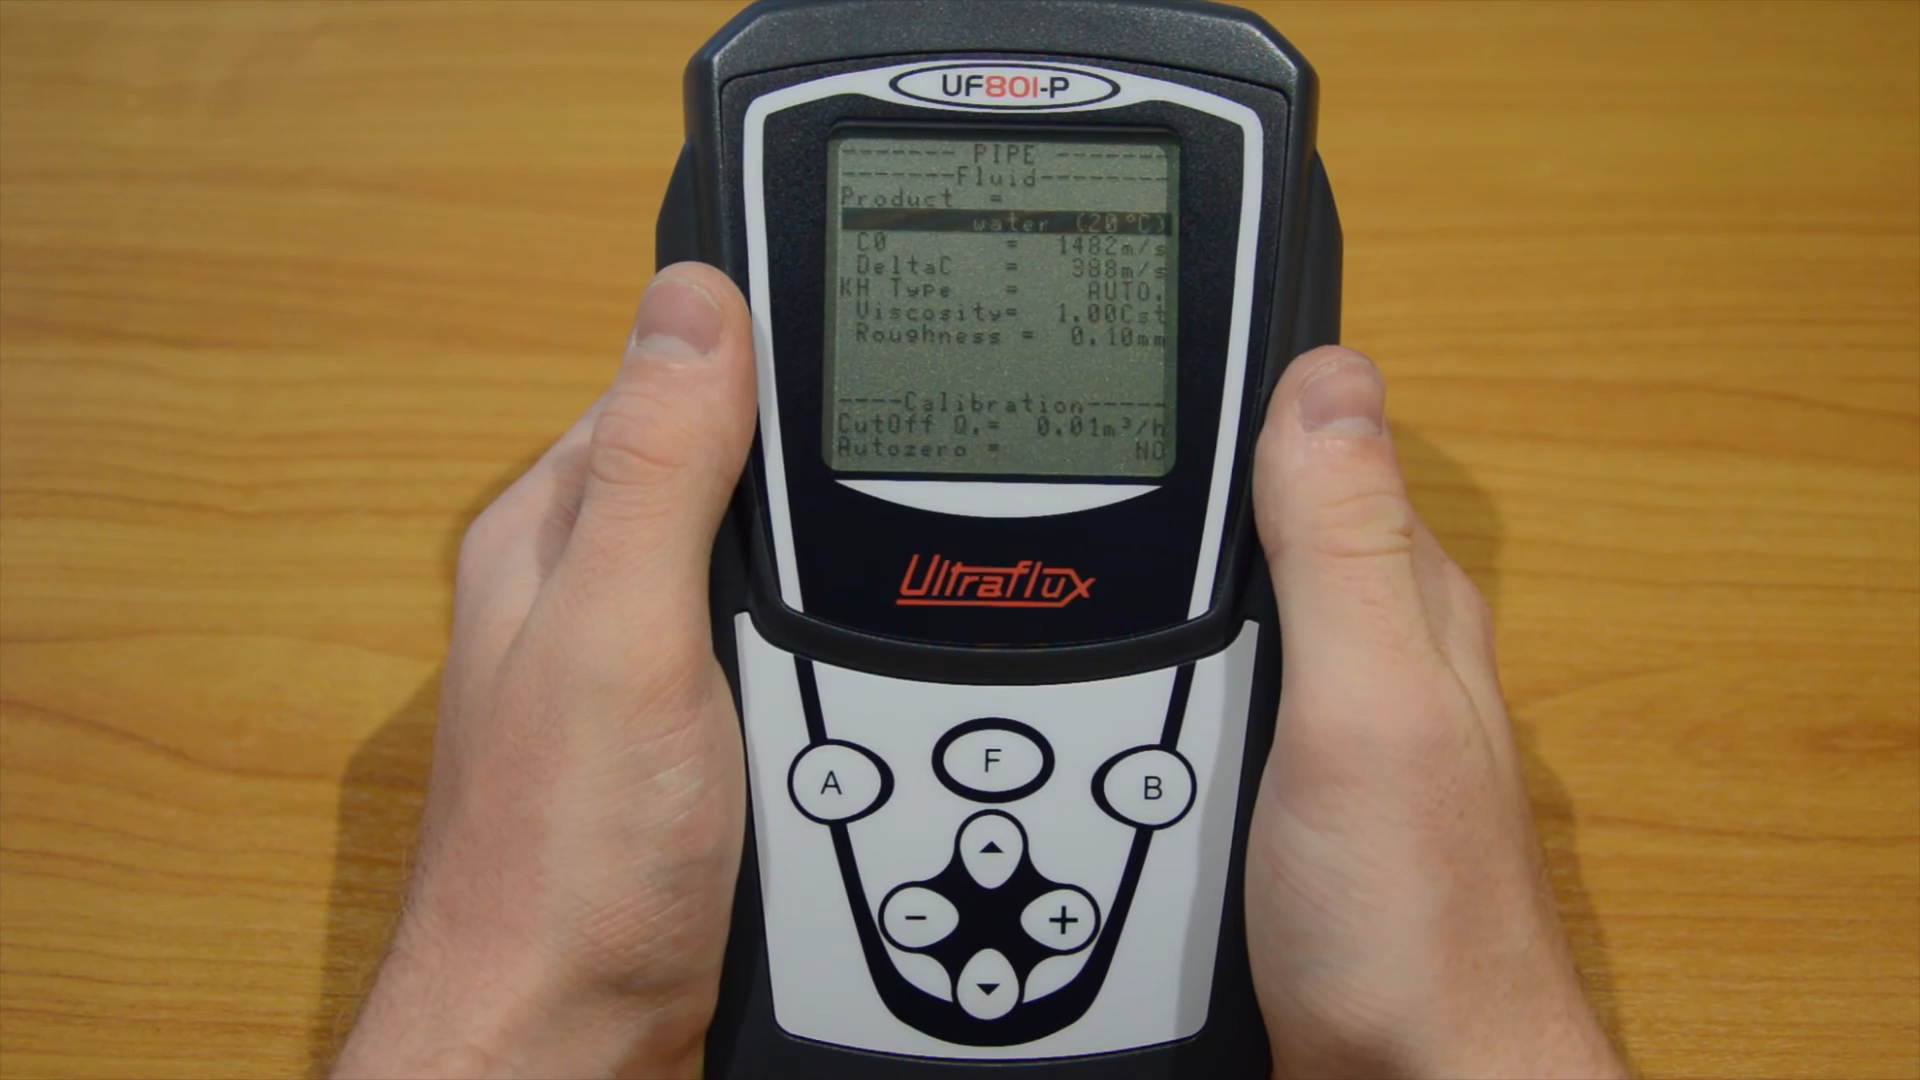 UF801-P
------- PIPE -------
-------Fluid--------
Product =
water (20°C)
C0 = 1482m/s
DeltaC = 388m/s
KH Type = AUTO.
Viscosity= 1.00Cst
Roughness = 0.10mm
----Calibration-----
CutOff Q.= 0.01m³/h
Autozero = NO
Ultraflux
F
A
B
-
+